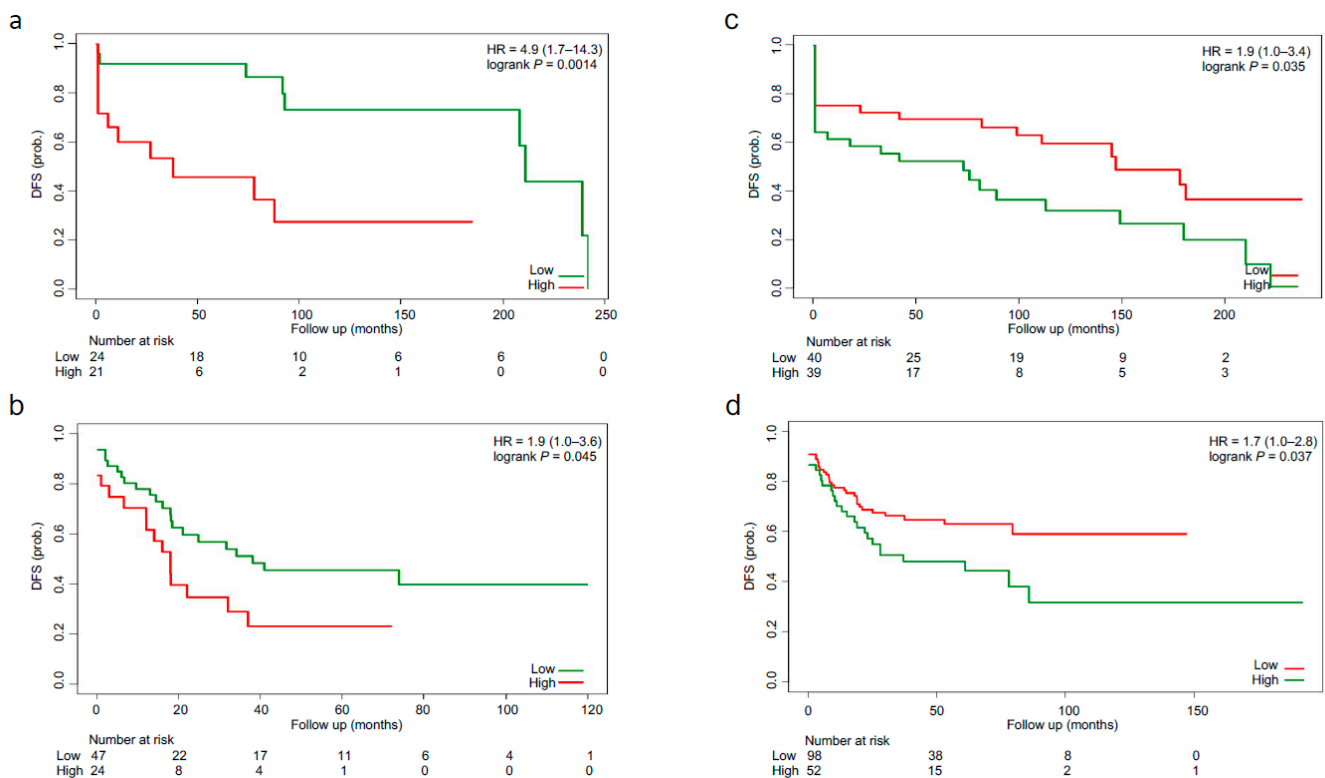 a
HR = 4.9 (1.7–14.3)
logrank P = 0.0014
DFS (prob.)
1.0
0.8
0.6
0.4
0.2
0.0
Low
High
0 50 100 150 200 250
Follow up (months)
Number at risk
Low 24 18 10 6 6 0
High 21 6 2 1 0 0
b
HR = 1.9 (1.0–3.6)
logrank P = 0.045
DFS (prob.)
1.0
0.8
0.6
0.4
0.2
0.0
Low
High
0 20 40 60 80 100 120
Follow up (months)
Number at risk
Low 47 22 17 11 6 4 1
High 24 8 4 1 0 0 0
c
HR = 1.9 (1.0–3.4)
logrank P = 0.035
DFS (prob.)
1.0
0.8
0.6
0.4
0.2
0.0
Low
High
0 50 100 150 200
Follow up (months)
Number at risk
Low 40 25 19 9 2
High 39 17 8 5 3
d
HR = 1.7 (1.0–2.8)
logrank P = 0.037
DFS (prob.)
1.0
0.8
0.6
0.4
0.2
0.0
Low
High
0 50 100 150
Follow up (months)
Number at risk
Low 98 38 8 0
High 52 15 2 1